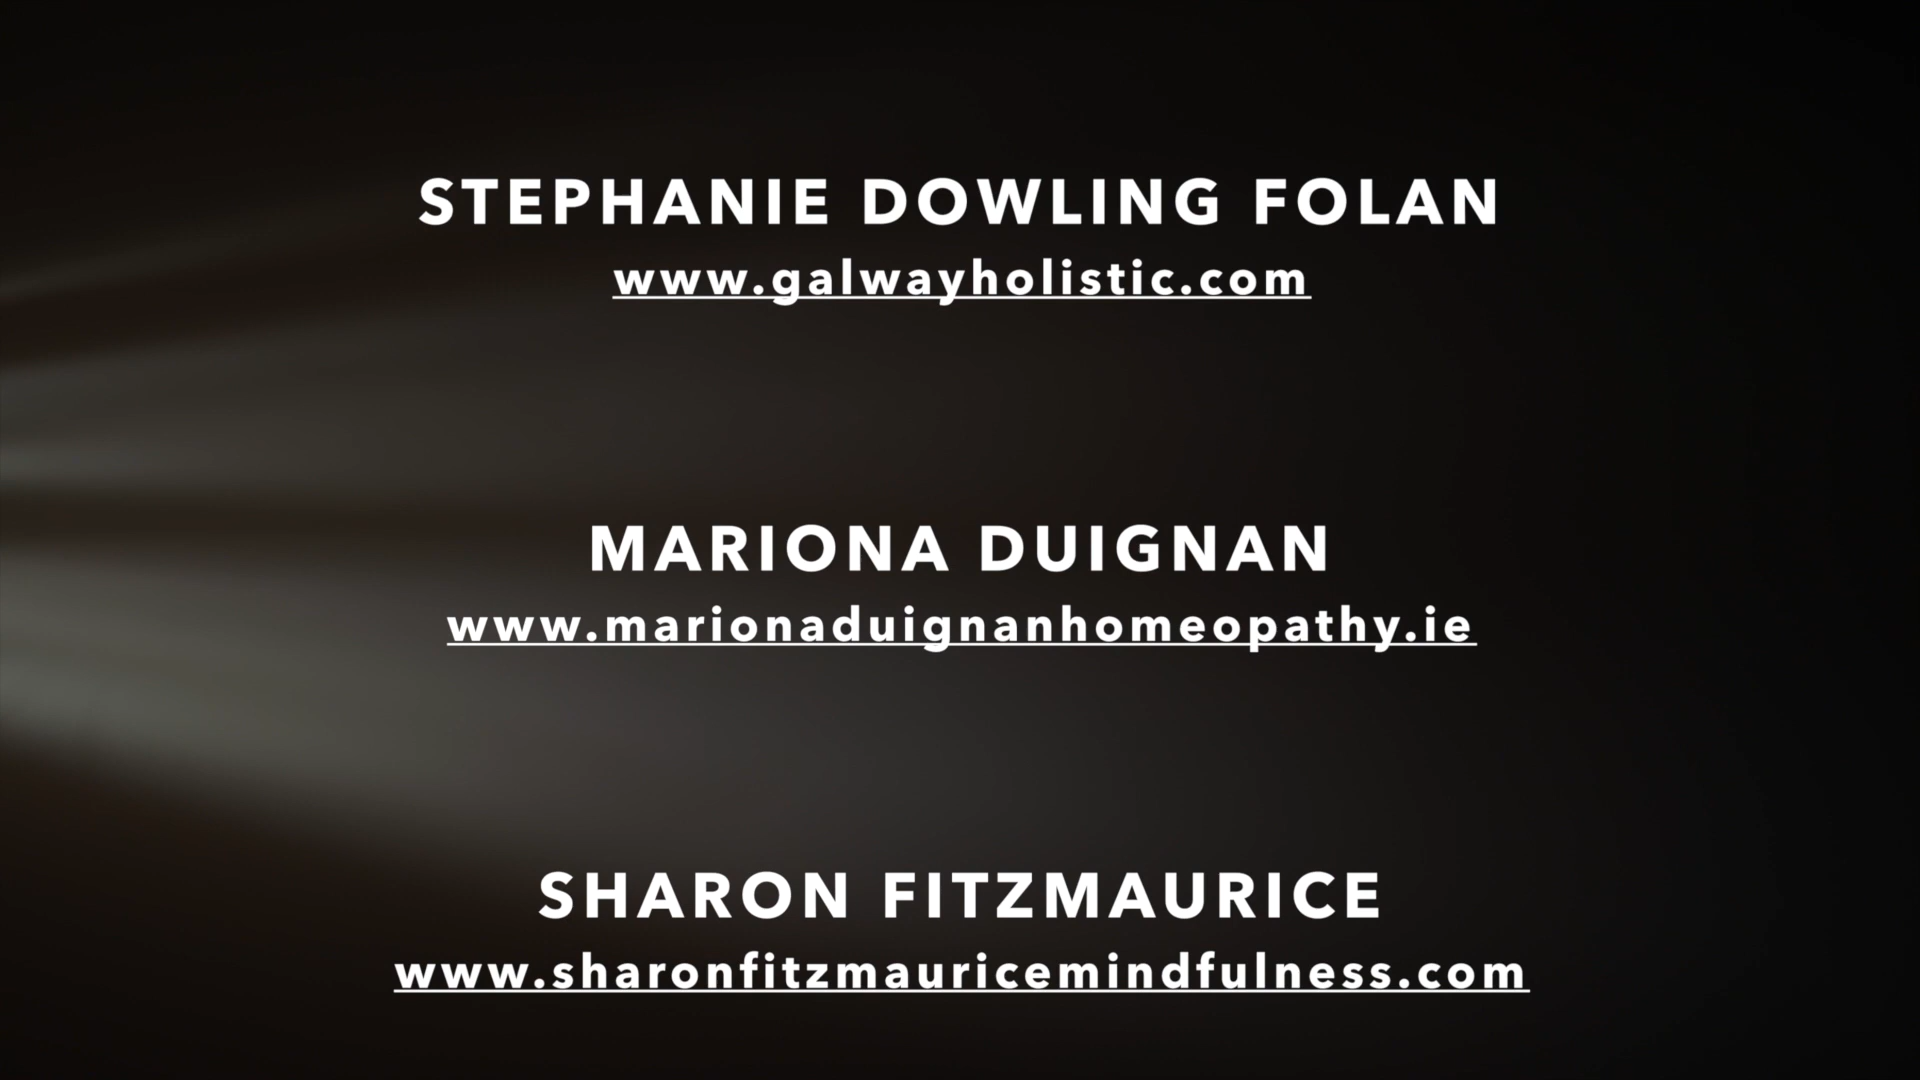 STEPHANIE DOWLING FOLAN
www.galwayholistic.com
MARIONA DUIGNAN
www.marionaduignanhomeopathy.ie
SHARON FITZMAURICE
www.sharonfitzmauricemindfulness.com